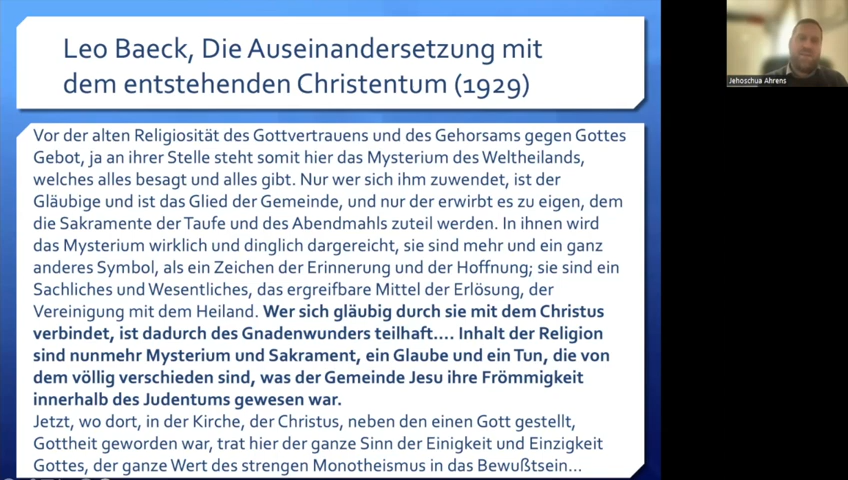 Leo Baeck, Die Auseinandersetzung mit
dem entstehenden Christentum (1929)
Vor der alten Religiosität des Gottvertrauens und des Gehorsams gegen Gottes
Gebot, ja an ihrer Stelle steht somit hier das Mysterium des Weltheilands,
welches alles besagt und alles gibt. Nur wer sich ihm zuwendet, ist der
Gläubige und ist das Glied der Gemeinde, und nur der erwirbt es zu eigen, dem
die Sakramente der Taufe und des Abendmahls zuteil werden. In ihnen wird
das Mysterium wirklich und dinglich dargereicht, sie sind mehr und ein ganz
anderes Symbol, als ein Zeichen der Erinnerung und der Hoffnung; sie sind ein
Sachliches und Wesentliches, das ergreifbare Mittel der Erlösung, der
Vereinigung mit dem Heiland. Wer sich gläubig durch sie mit dem Christus
verbindet, ist dadurch des Gnadenwunders teilhaft.... Inhalt der Religion
sind nunmehr Mysterium und Sakrament, ein Glaube und ein Tun, die von
dem völlig verschieden sind, was der Gemeinde Jesu ihre Frömmigkeit
innerhalb des Judentums gewesen war.
Jetzt, wo dort, in der Kirche, der Christus, neben den einen Gott gestellt,
Gottheit geworden war, trat hier der ganze Sinn der Einigkeit und Einzigkeit
Gottes, der ganze Wert des strengen Monotheismus in das Bewußtsein...
Jehoschua Ahrens